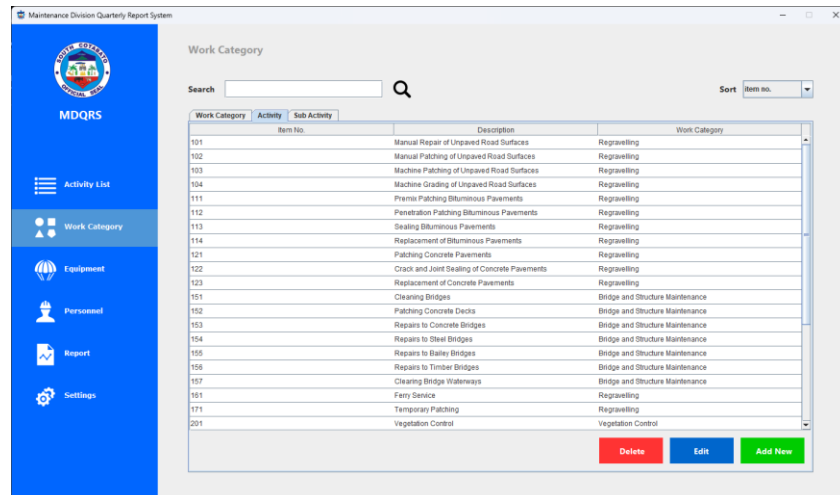 Maintenance Division Quarterly Report System
SOUTH COTABATO
OFFICIAL SEAL
MDQRS
Activity List
Work Category
Equipment
Personnel
Report
Settings
Work Category
Search
Sort item no.
Work Category Activity Sub Activity
Item No. Description Work Category
101 Manual Repair of Unpaved Road Surfaces Regravelling
102 Manual Patching of Unpaved Road Surfaces Regravelling
103 Machine Patching of Unpaved Road Surfaces Regravelling
104 Machine Grading of Unpaved Road Surfaces Regravelling
111 Premix Patching Bituminous Pavements Regravelling
112 Penetration Patching Bituminous Pavements Regravelling
113 Sealing Bituminous Pavements Regravelling
114 Replacement of Bituminous Pavements Regravelling
121 Patching Concrete Pavements Regravelling
122 Crack and Joint Sealing of Concrete Pavements Regravelling
123 Replacement of Concrete Pavements Regravelling
151 Cleaning Bridges Bridge and Structure Maintenance
152 Patching Concrete Decks Bridge and Structure Maintenance
153 Repairs to Concrete Bridges Bridge and Structure Maintenance
154 Repairs to Steel Bridges Bridge and Structure Maintenance
155 Repairs to Bailey Bridges Bridge and Structure Maintenance
156 Repairs to Timber Bridges Bridge and Structure Maintenance
157 Clearing Bridge Waterways Bridge and Structure Maintenance
161 Ferry Service Regravelling
171 Temporary Patching Regravelling
201 Vegetation Control Vegetation Control
Delete Edit Add New